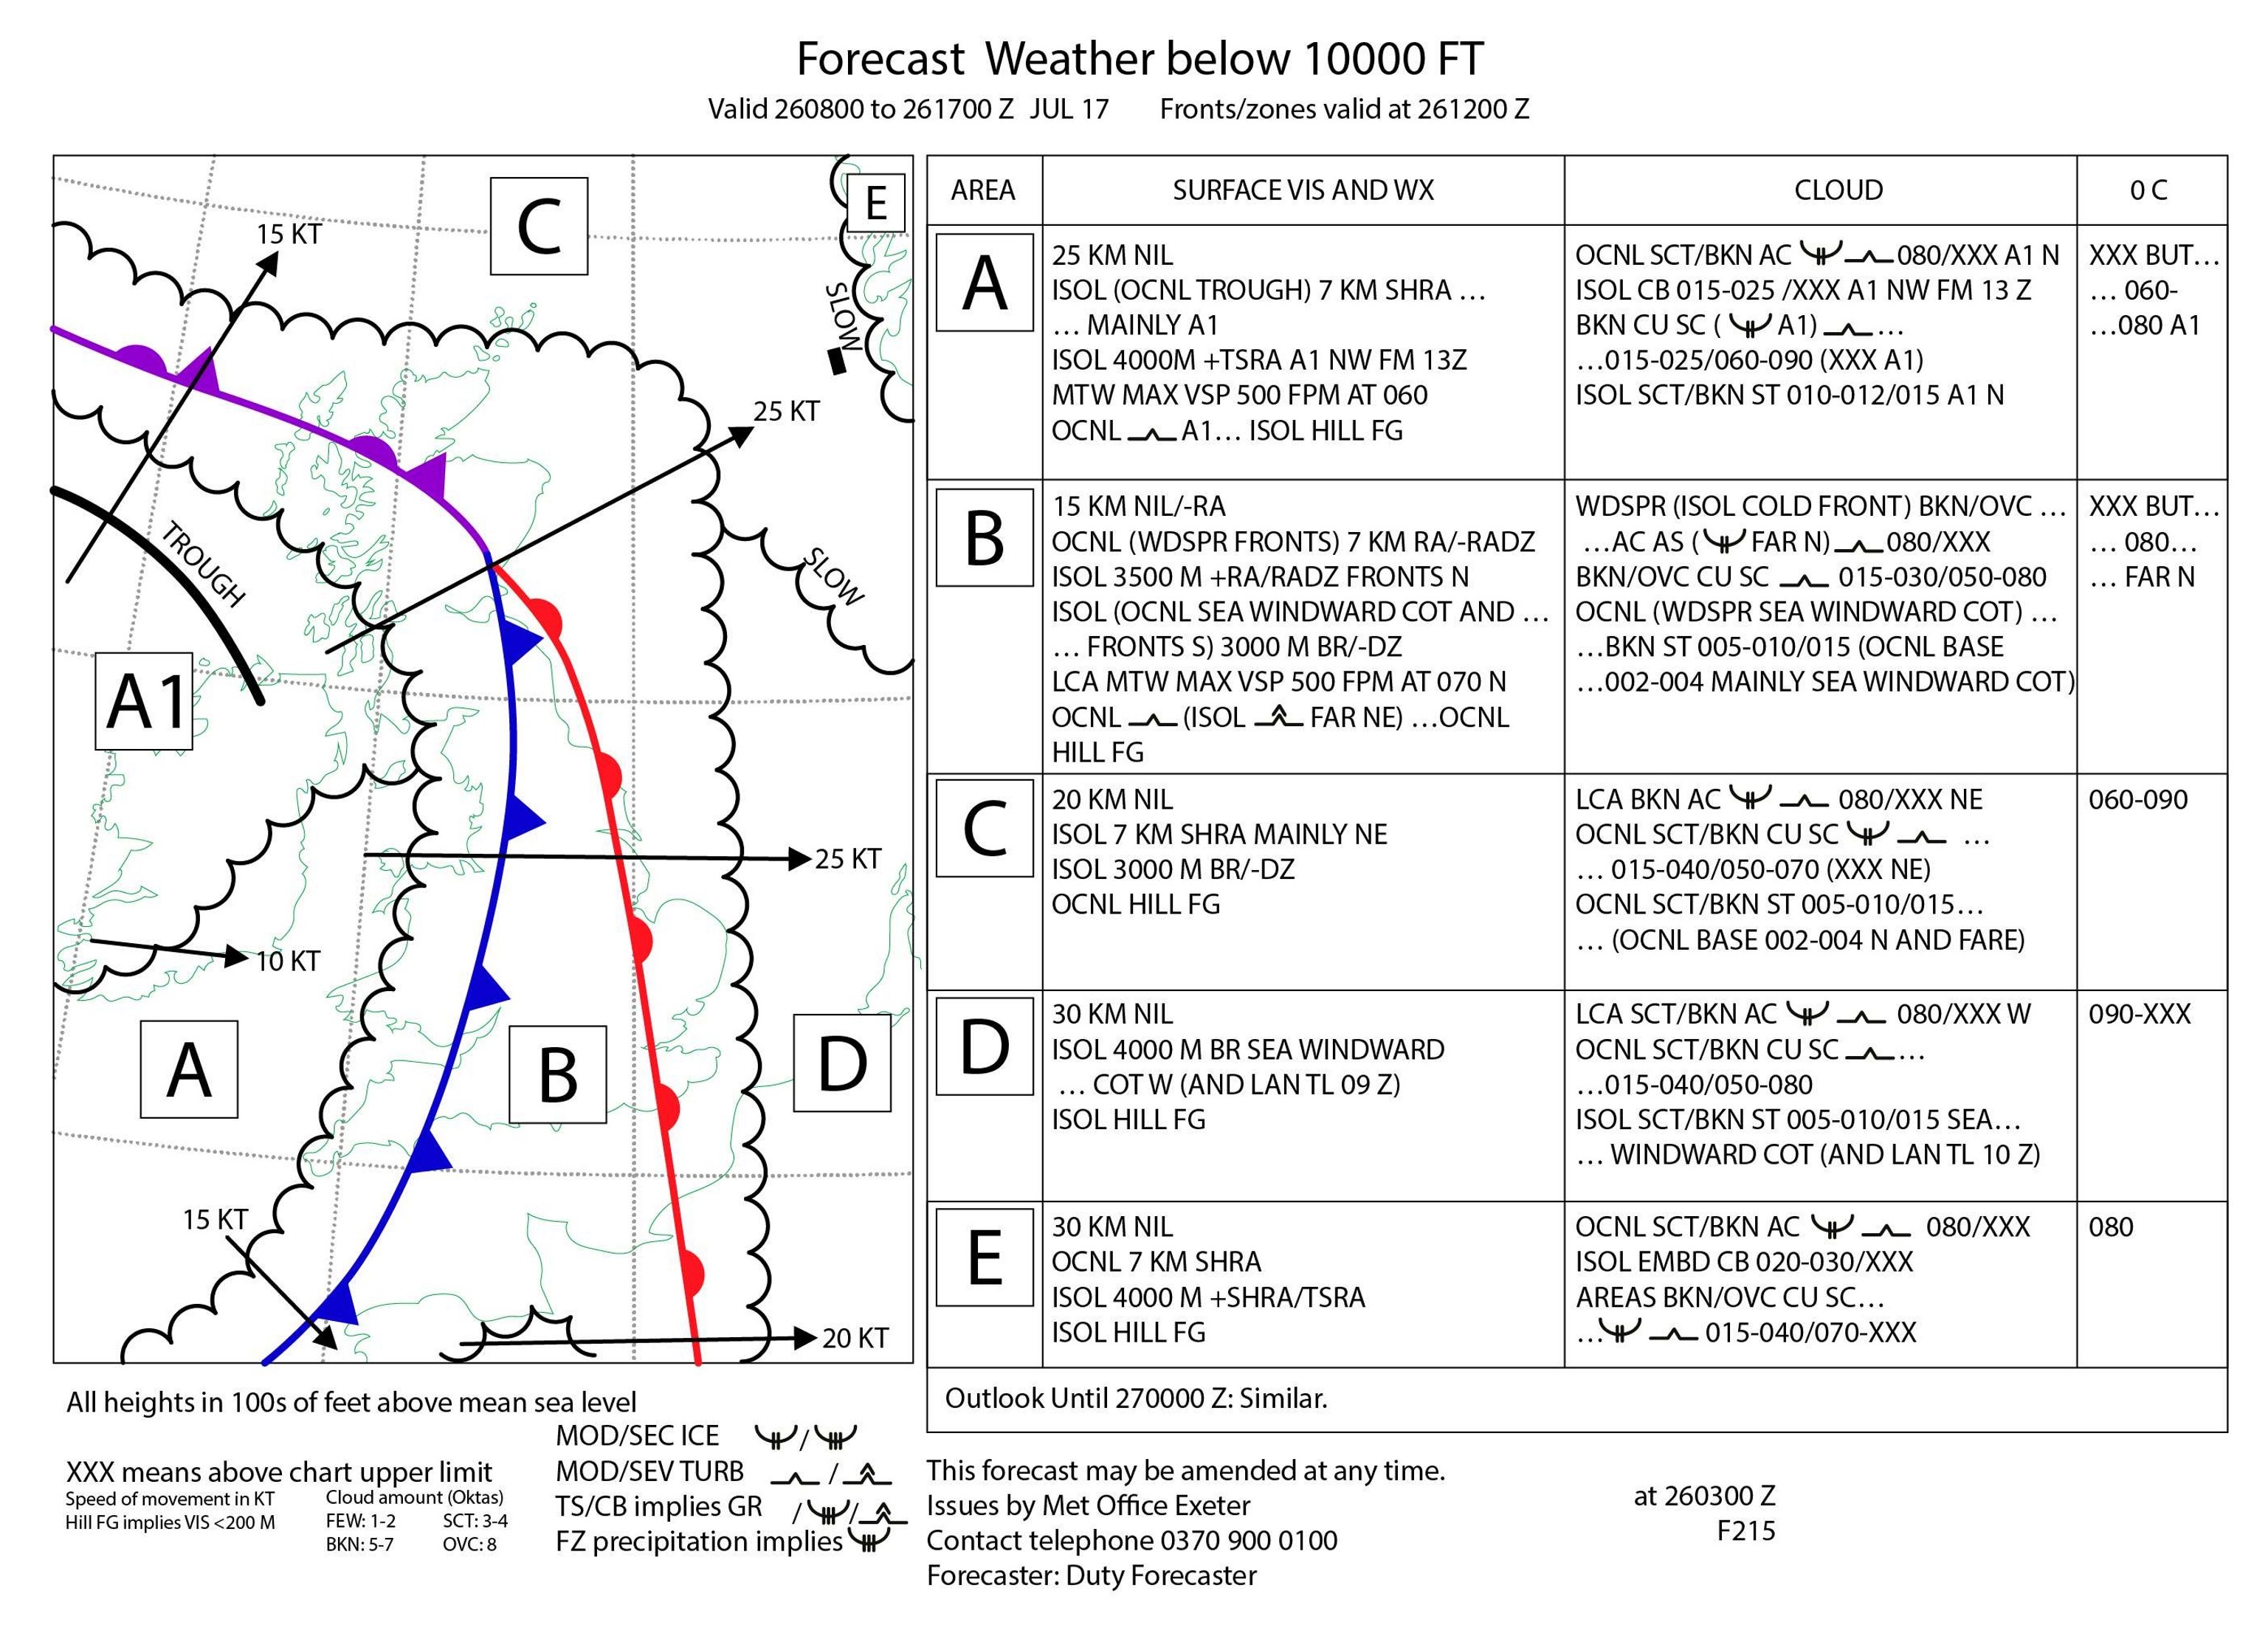 Forecast Weather below 10000 FT
Valid 260800 to 261700 Z JUL 17 Fronts/zones valid at 261200 Z
C
E
15 KT
SLOW
25 KT
TROUGH
SLOW
A1
25 KT
10 KT
A
B
D
15 KT
20 KT
AREA SURFACE VIS AND WX CLOUD 0 C
A
25 KM NIL
ISOL (OCNL TROUGH) 7 KM SHRA …
… MAINLY A1
ISOL 4000M +TSRA A1 NW FM 13Z
MTW MAX VSP 500 FPM AT 060
OCNL A1… ISOL HILL FG
OCNL SCT/BKN AC 080/XXX A1 N
ISOL CB 015-025 /XXX A1 NW FM 13 Z
BKN CU SC ( A1) …
…015-025/060-090 (XXX A1)
ISOL SCT/BKN ST 010-012/015 A1 N
XXX BUT…
… 060-
…080 A1
B
15 KM NIL/-RA
OCNL (WDSPR FRONTS) 7 KM RA/-RADZ
ISOL 3500 M +RA/RADZ FRONTS N
ISOL (OCNL SEA WINDWARD COT AND …
… FRONTS S) 3000 M BR/-DZ
LCA MTW MAX VSP 500 FPM AT 070 N
OCNL (ISOL FAR NE) …OCNL
HILL FG
WDSPR (ISOL COLD FRONT) BKN/OVC …
…AC AS ( FAR N) 080/XXX
BKN/OVC CU SC 015-030/050-080
OCNL (WDSPR SEA WINDWARD COT) …
…BKN ST 005-010/015 (OCNL BASE
…002-004 MAINLY SEA WINDWARD COT)
XXX BUT…
… 080…
… FAR N
C
20 KM NIL
ISOL 7 KM SHRA MAINLY NE
ISOL 3000 M BR/-DZ
OCNL HILL FG
LCA BKN AC 080/XXX NE
OCNL SCT/BKN CU SC …
… 015-040/050-070 (XXX NE)
OCNL SCT/BKN ST 005-010/015…
… (OCNL BASE 002-004 N AND FARE)
060-090
D
30 KM NIL
ISOL 4000 M BR SEA WINDWARD
… COT W (AND LAN TL 09 Z)
ISOL HILL FG
LCA SCT/BKN AC 080/XXX W
OCNL SCT/BKN CU SC …
…015-040/050-080
ISOL SCT/BKN ST 005-010/015 SEA…
… WINDWARD COT (AND LAN TL 10 Z)
090-XXX
E
30 KM NIL
OCNL 7 KM SHRA
ISOL 4000 M +SHRA/TSRA
ISOL HILL FG
OCNL SCT/BKN AC 080/XXX
ISOL EMBD CB 020-030/XXX
AREAS BKN/OVC CU SC…
… 015-040/070-XXX
080
Outlook Until 270000 Z: Similar.
All heights in 100s of feet above mean sea level
XXX means above chart upper limit
Speed of movement in KT
Hill FG implies VIS <200 M
Cloud amount (Oktas)
FEW: 1-2 SCT: 3-4
BKN: 5-7 OVC: 8
MOD/SEC ICE /
MOD/SEV TURB /
TS/CB implies GR / /
FZ precipitation implies
This forecast may be amended at any time.
Issues by Met Office Exeter
Contact telephone 0370 900 0100
Forecaster: Duty Forecaster
at 260300 Z
F215